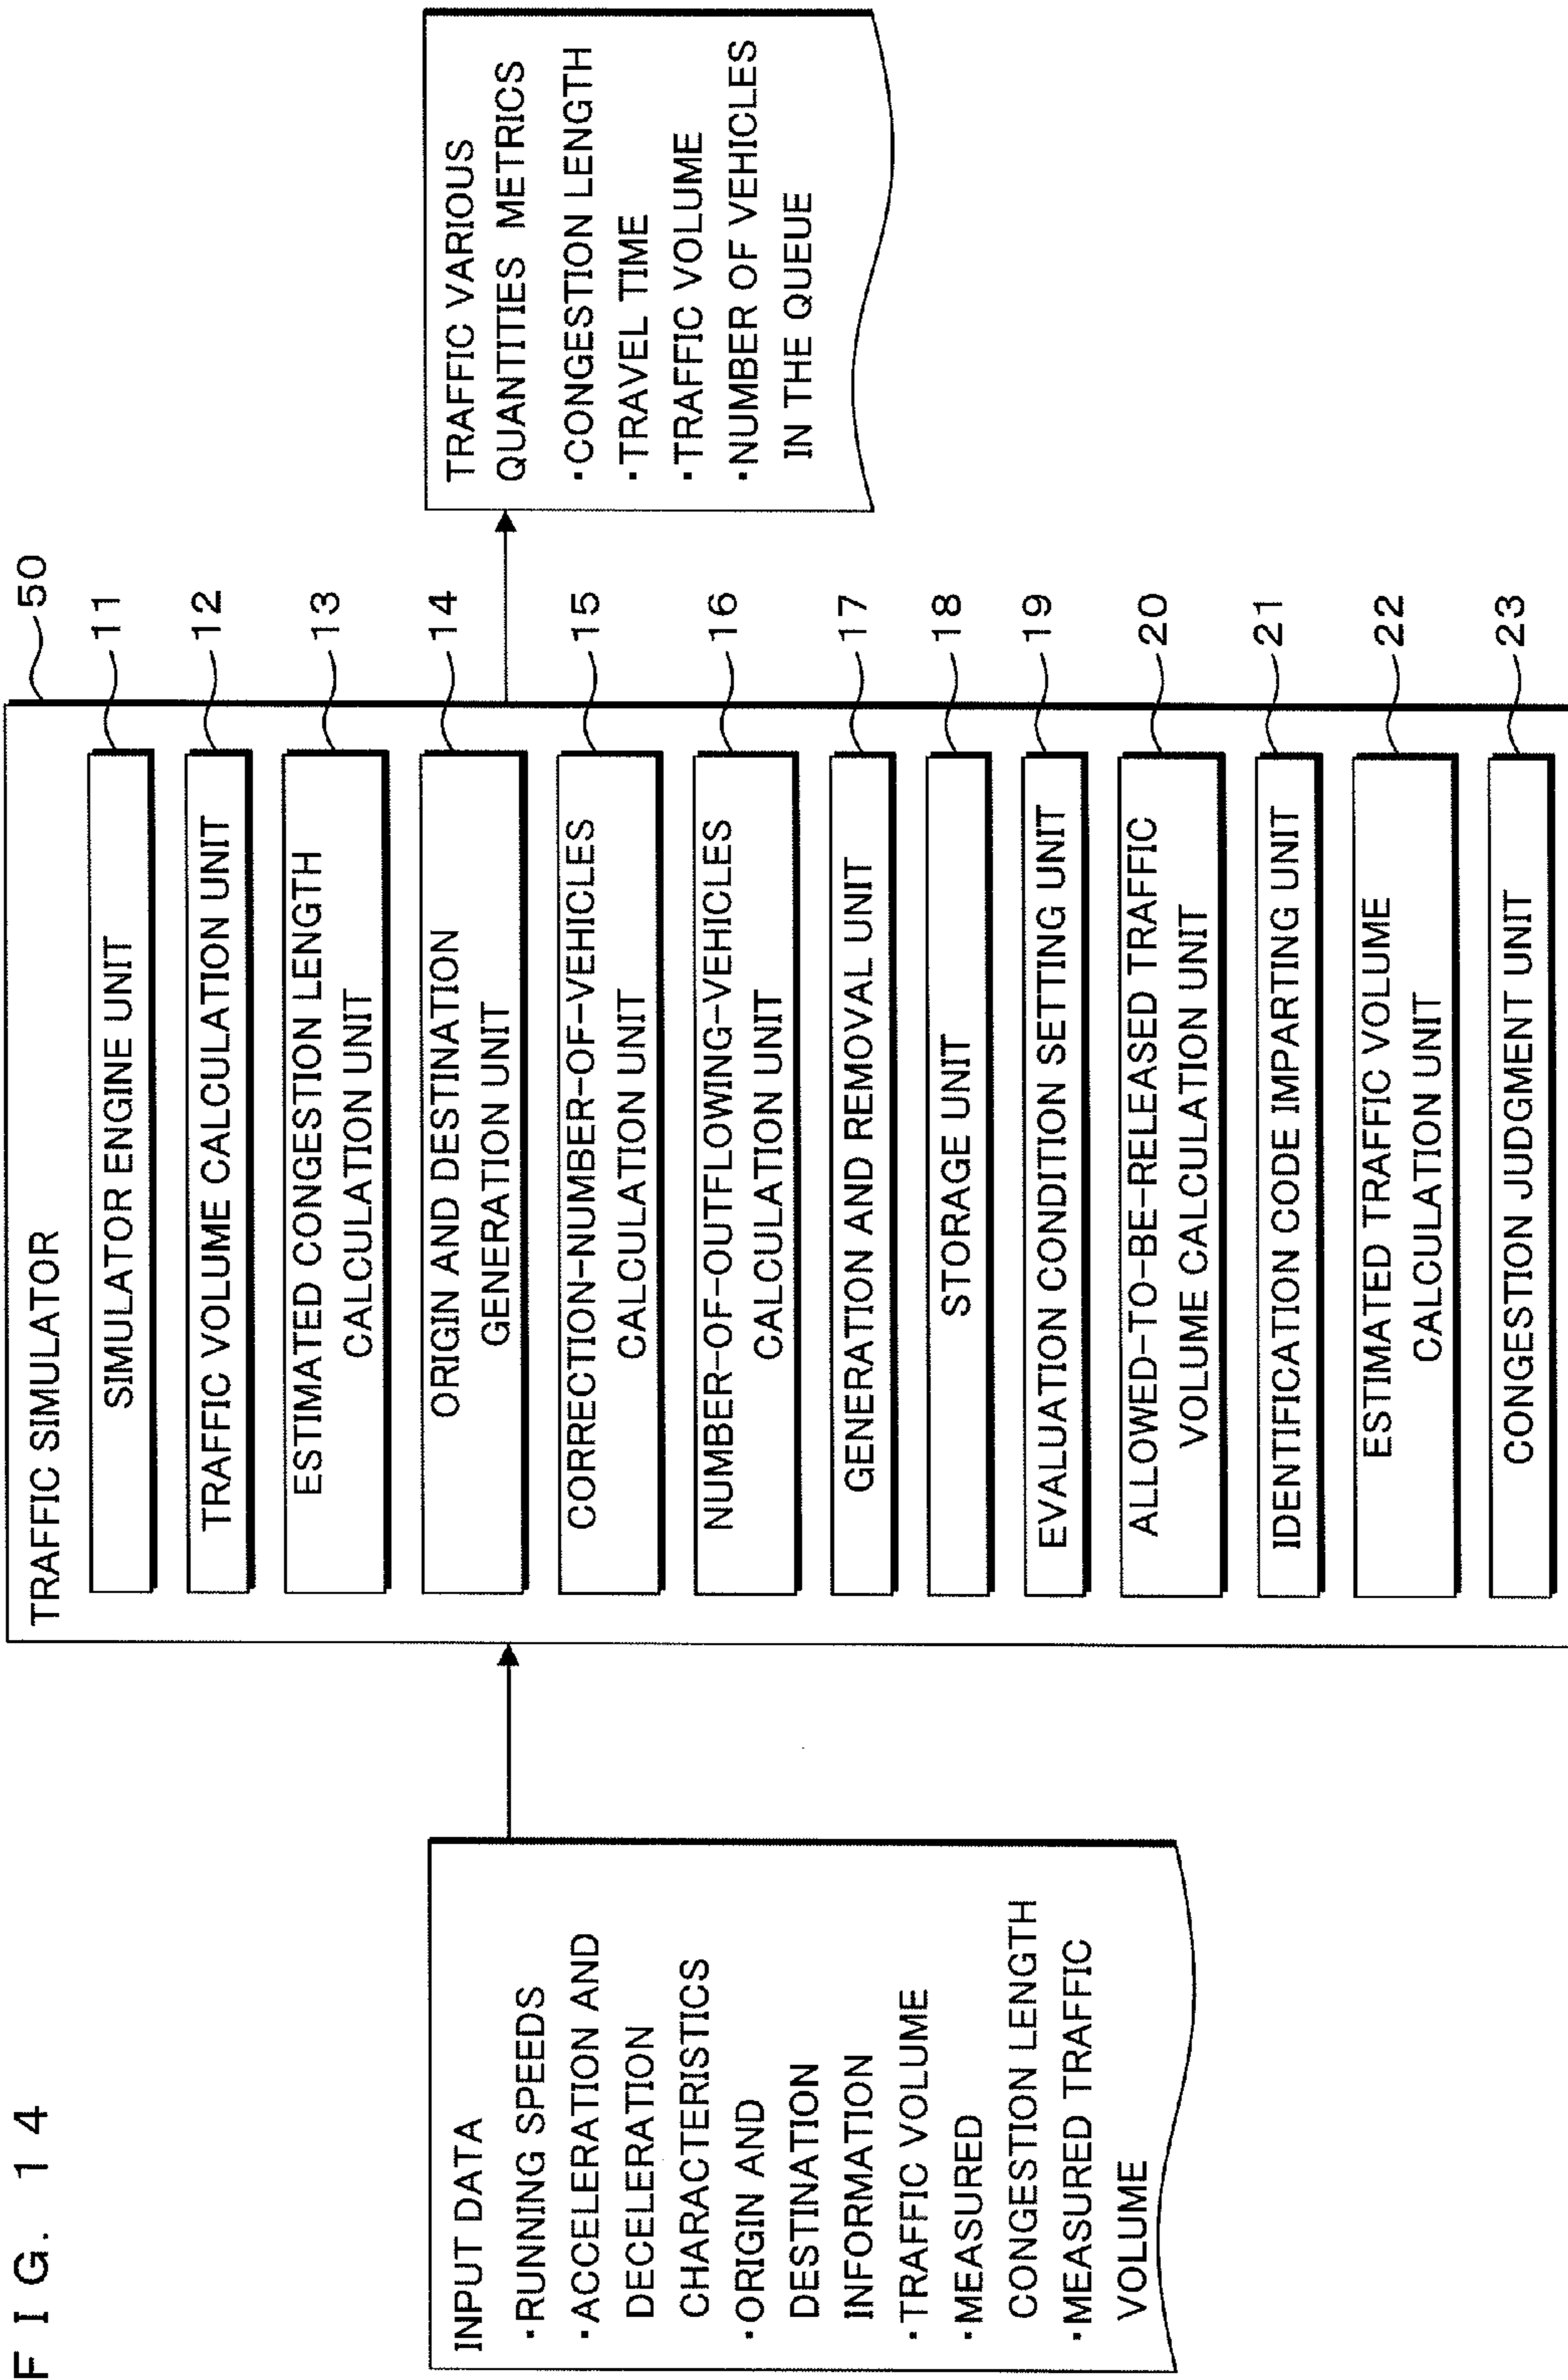 F I G. 1 4
INPUT DATA
・RUNNING SPEEDS
・ACCELERATION AND
DECELERATION
CHARACTERISTICS
・ORIGIN AND
DESTINATION
INFORMATION
・TRAFFIC VOLUME
・MEASURED
CONGESTION LENGTH
・MEASURED TRAFFIC
VOLUME
TRAFFIC SIMULATOR
50
SIMULATOR ENGINE UNIT
11
TRAFFIC VOLUME CALCULATION UNIT
12
ESTIMATED CONGESTION LENGTH
CALCULATION UNIT
13
ORIGIN AND DESTINATION
GENERATION UNIT
14
CORRECTION-NUMBER-OF-VEHICLES
CALCULATION UNIT
15
NUMBER-OF-OUTFLOWING-VEHICLES
CALCULATION UNIT
16
GENERATION AND REMOVAL UNIT
17
STORAGE UNIT
18
EVALUATION CONDITION SETTING UNIT
19
ALLOWED-TO-BE-RELEASED TRAFFIC
VOLUME CALCULATION UNIT
20
IDENTIFICATION CODE IMPARTING UNIT
21
ESTIMATED TRAFFIC VOLUME
CALCULATION UNIT
22
CONGESTION JUDGMENT UNIT
23
TRAFFIC VARIOUS
QUANTITIES METRICS
・CONGESTION LENGTH
・TRAVEL TIME
・TRAFFIC VOLUME
・NUMBER OF VEHICLES
IN THE QUEUE